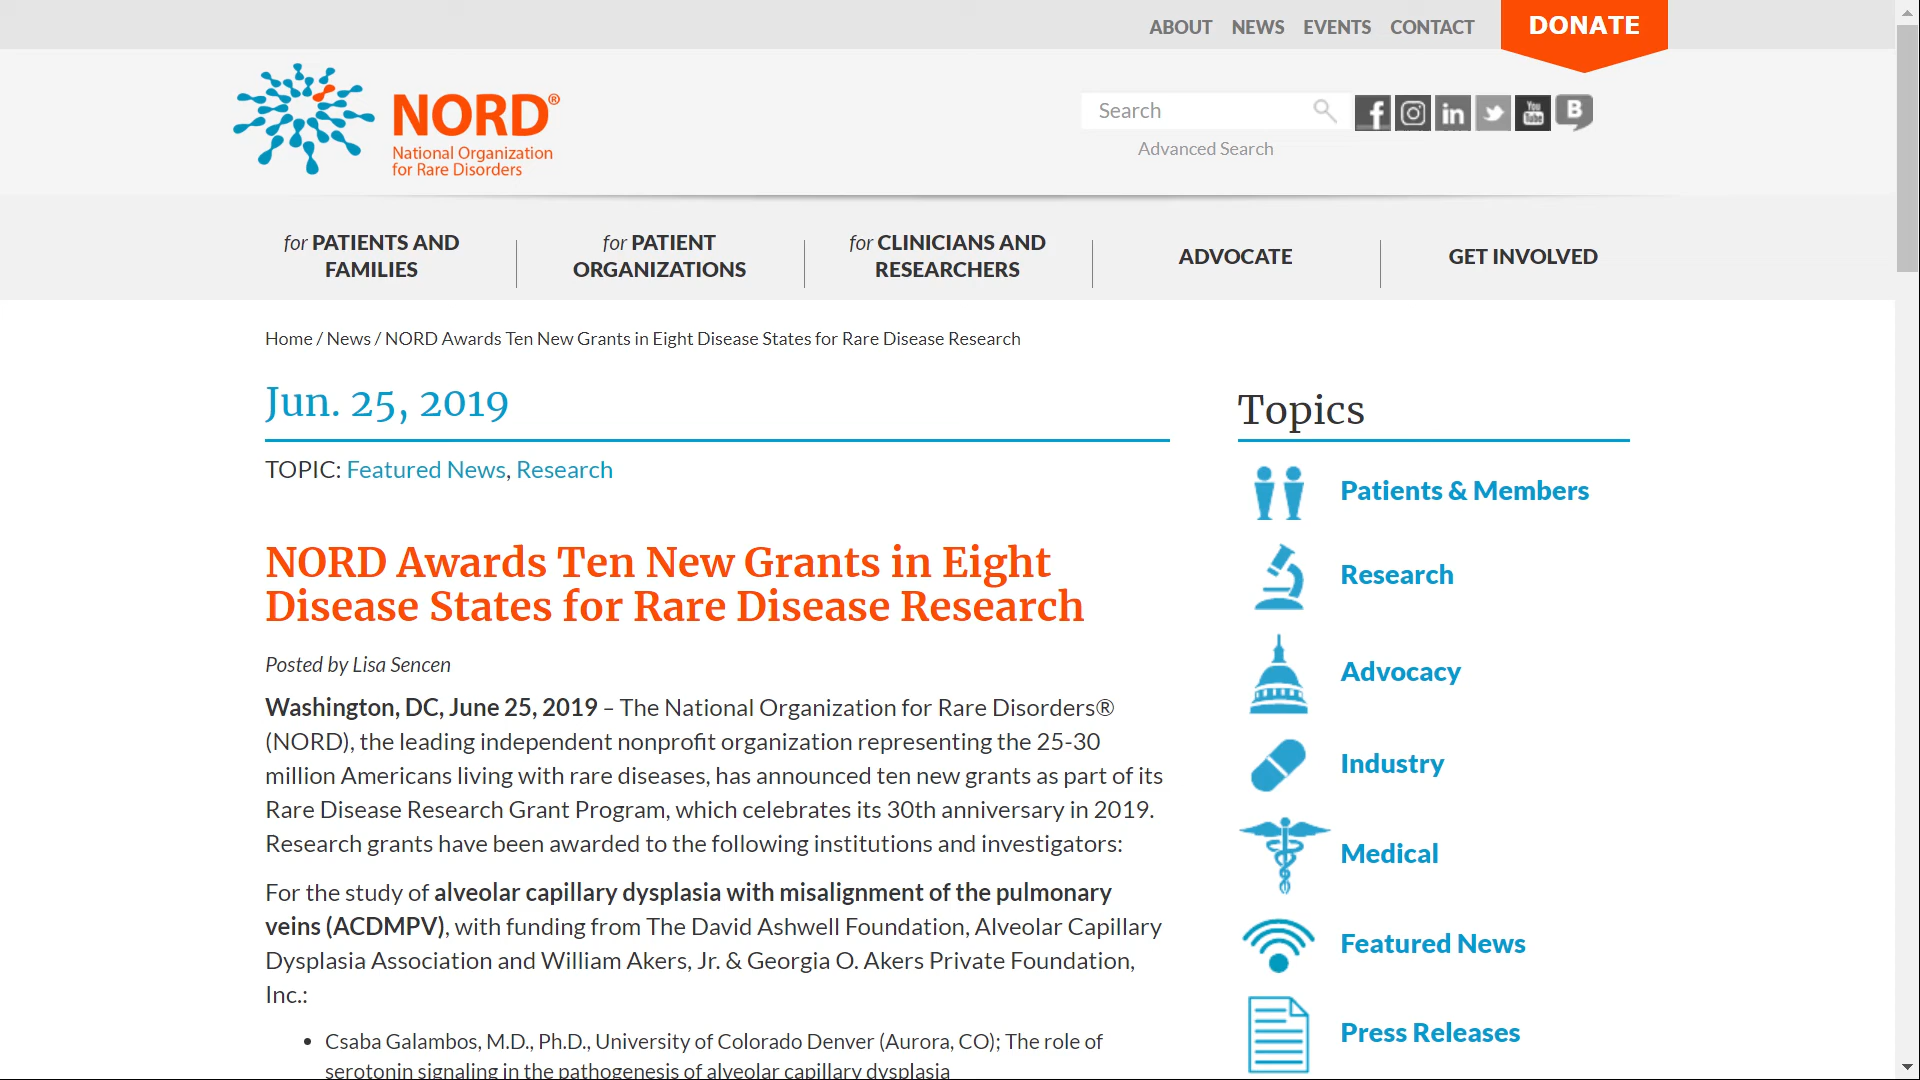 ABOUT NEWS EVENTS CONTACT DONATE
NORD®
National Organization
for Rare Disorders
Search
Advanced Search
f in You Tube B
for PATIENTS AND FAMILIES
for PATIENT ORGANIZATIONS
for CLINICIANS AND RESEARCHERS
ADVOCATE
GET INVOLVED
Home / News / NORD Awards Ten New Grants in Eight Disease States for Rare Disease Research
Jun. 25, 2019
TOPIC: Featured News, Research
NORD Awards Ten New Grants in Eight
Disease States for Rare Disease Research
Posted by Lisa Sencen
Washington, DC, June 25, 2019 – The National Organization for Rare Disorders®
(NORD), the leading independent nonprofit organization representing the 25-30
million Americans living with rare diseases, has announced ten new grants as part of its
Rare Disease Research Grant Program, which celebrates its 30th anniversary in 2019.
Research grants have been awarded to the following institutions and investigators:
For the study of alveolar capillary dysplasia with misalignment of the pulmonary
veins (ACDMPV), with funding from The David Ashwell Foundation, Alveolar Capillary
Dysplasia Association and William Akers, Jr. & Georgia O. Akers Private Foundation,
Inc.:
• Csaba Galambos, M.D., Ph.D., University of Colorado Denver (Aurora, CO); The role of
serotonin signaling in the pathogenesis of alveolar capillary dysplasia
Topics
Patients & Members
Research
Advocacy
Industry
Medical
Featured News
Press Releases